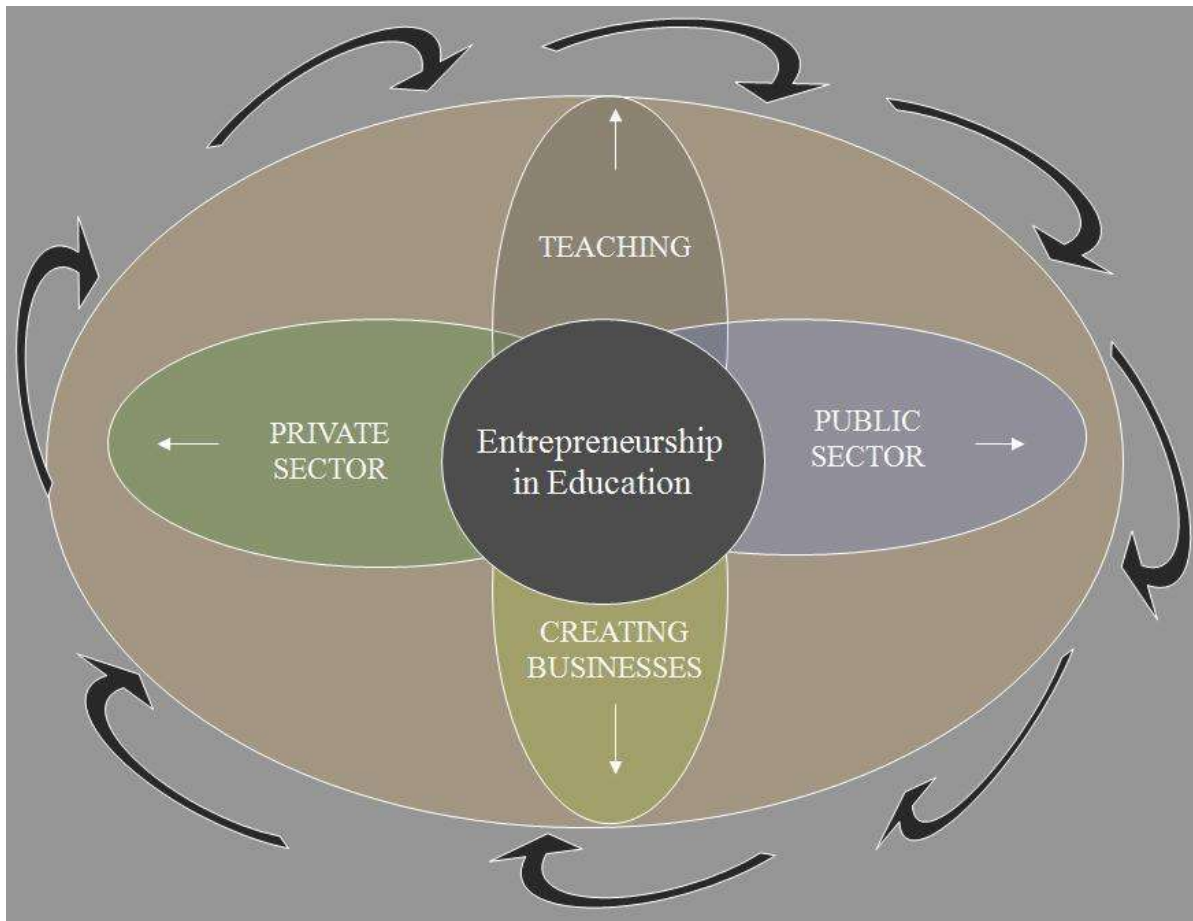 TEACHING
PRIVATE
SECTOR
Entrepreneurship
in Education
PUBLIC
SECTOR
CREATING
BUSINESSES